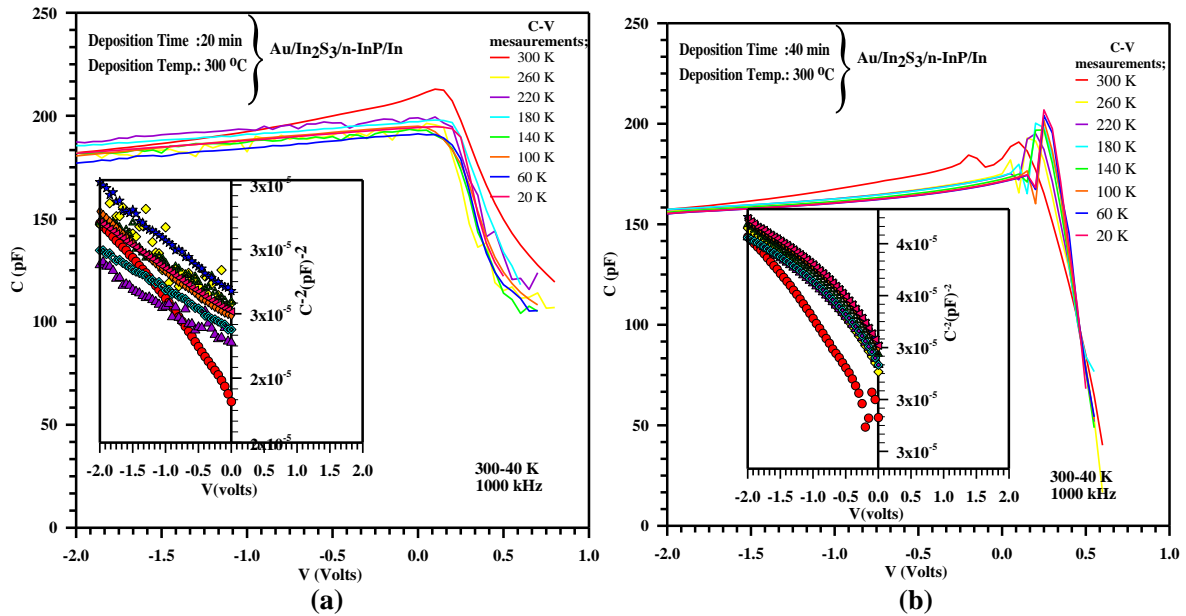 250
200
150
100
50
0
C (pF)
-2.0
-1.5
-1.0
-0.5
0.0
0.5
1.0
V (Volts)
Deposition Time :20 min
Deposition Temp.: 300 ⁰C
Au/In₂S₃/n-InP/In
C-V
mesaurements;
300 K
260 K
220 K
180 K
140 K
100 K
60 K
20 K
3x10⁻⁵
3x10⁻⁵
3x10⁻⁵
2x10⁻⁵
2x10⁻⁵
C⁻²(pF)⁻²
-2.0 -1.5 -1.0 -0.5 0.0 0.5 1.0 1.5 2.0
V(volts)
300-40 K
1000 kHz
(a)
250
200
150
100
50
0
C (pF)
-2.0
-1.5
-1.0
-0.5
0.0
0.5
1.0
V (Volts)
Deposition Time :40 min
Deposition Temp.: 300 ⁰C
Au/In₂S₃/n-InP/In
C-V
mesaurements;
300 K
260 K
220 K
180 K
140 K
100 K
60 K
20 K
4x10⁻⁵
4x10⁻⁵
3x10⁻⁵
3x10⁻⁵
3x10⁻⁵
C⁻²(pF)⁻²
-2.0 -1.5 -1.0 -0.5 0.0 0.5 1.0 1.5 2.0
V(volts)
300-40 K
1000 kHz
(b)